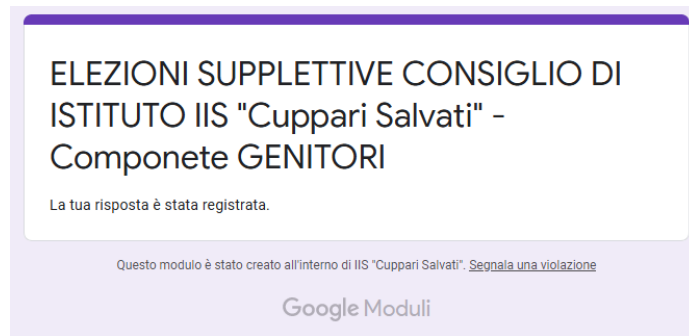 ELEZIONI SUPPLETTIVE CONSIGLIO DI
ISTITUTO IIS "Cuppari Salvati" -
Componete GENITORI
La tua risposta è stata registrata.
Questo modulo è stato creato all'interno di IIS "Cuppari Salvati". Segnala una violazione
Google Moduli